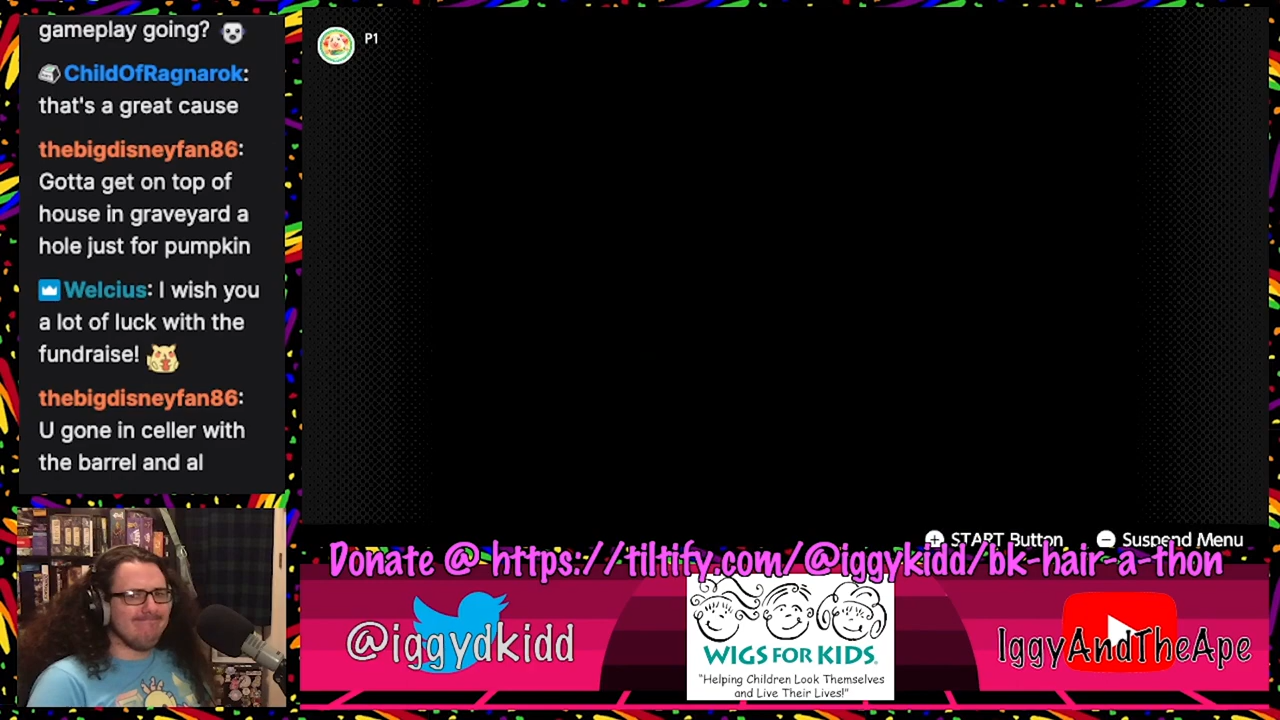 gameplay going?
ChildOfRagnarok:
that's a great cause
thebigdisneyfan86:
Gotta get on top of
house in graveyard a
hole just for pumpkin
Welcius: I wish you
a lot of luck with the
fundraise!
thebigdisneyfan86:
U gone in celler with
the barrel and al
P1
START Button
Suspend Menu
Donate @ https://tiltify.com/@iggykidd/bk-hair-a-thon
@iggydkidd
WIGS FOR KIDS.
"Helping Children Look Themselves
and Live Their Lives!"
IggyAndTheApe